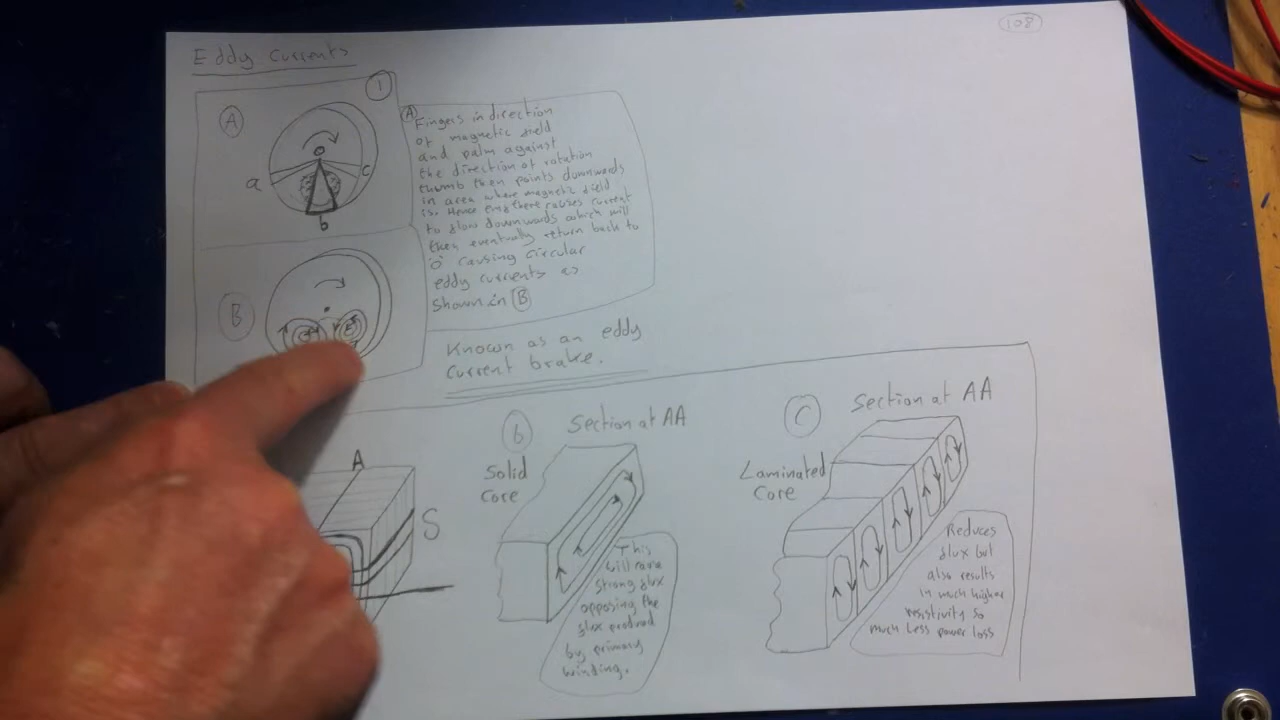 108
Eddy Currents
1
A
o
a
c
b
A
Fingers in direction
of magnetic field
and palm against
the direction of rotation
thumb then points downwards
in area where magnetic field
is. Hence emf there causes current
to flow downwards which will
then eventually return back to
'o' causing circular
eddy currents as
shown in B
B
Known as an eddy
current brake.
A
S
b
Section at AA
Solid
core
This
will
strong flux
opposing the
flux produced
by primary
winding.
C
Section at AA
Laminated
Core
Reduces
flux but
also results
in much higher
resistivity so
much less power loss